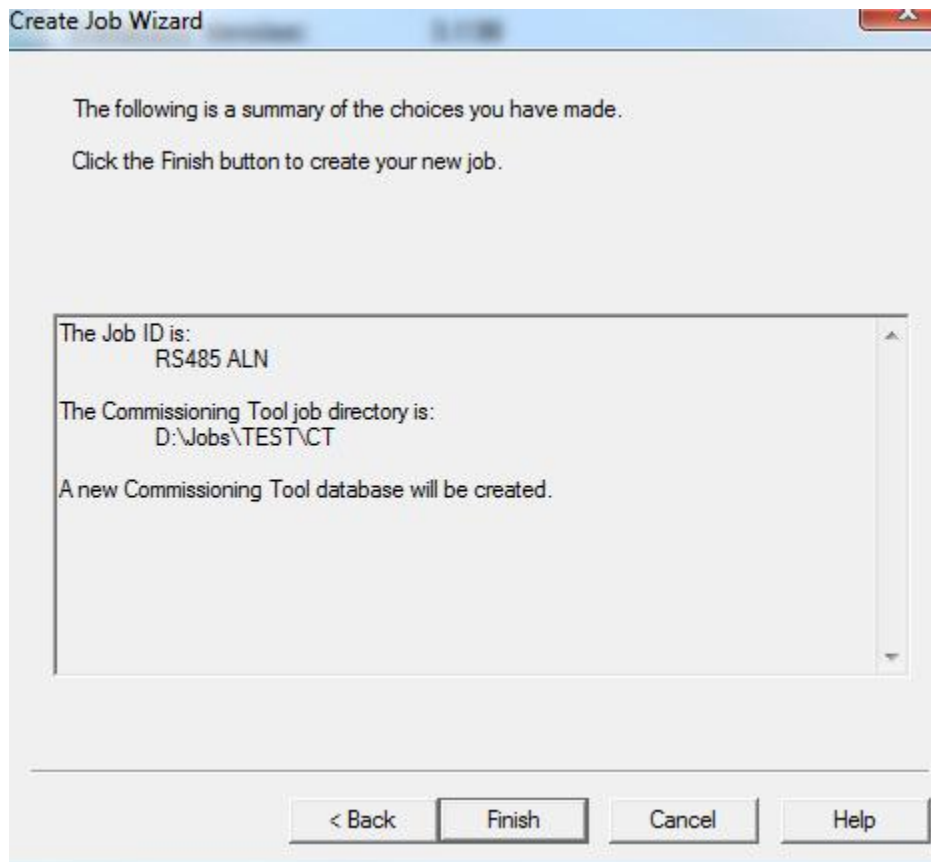 Create Job Wizard
The following is a summary of the choices you have made.
Click the Finish button to create your new job.
The Job ID is:
RS485 ALN
The Commissioning Tool job directory is:
D:\Jobs\TEST\CT
A new Commissioning Tool database will be created.
< Back
Finish
Cancel
Help